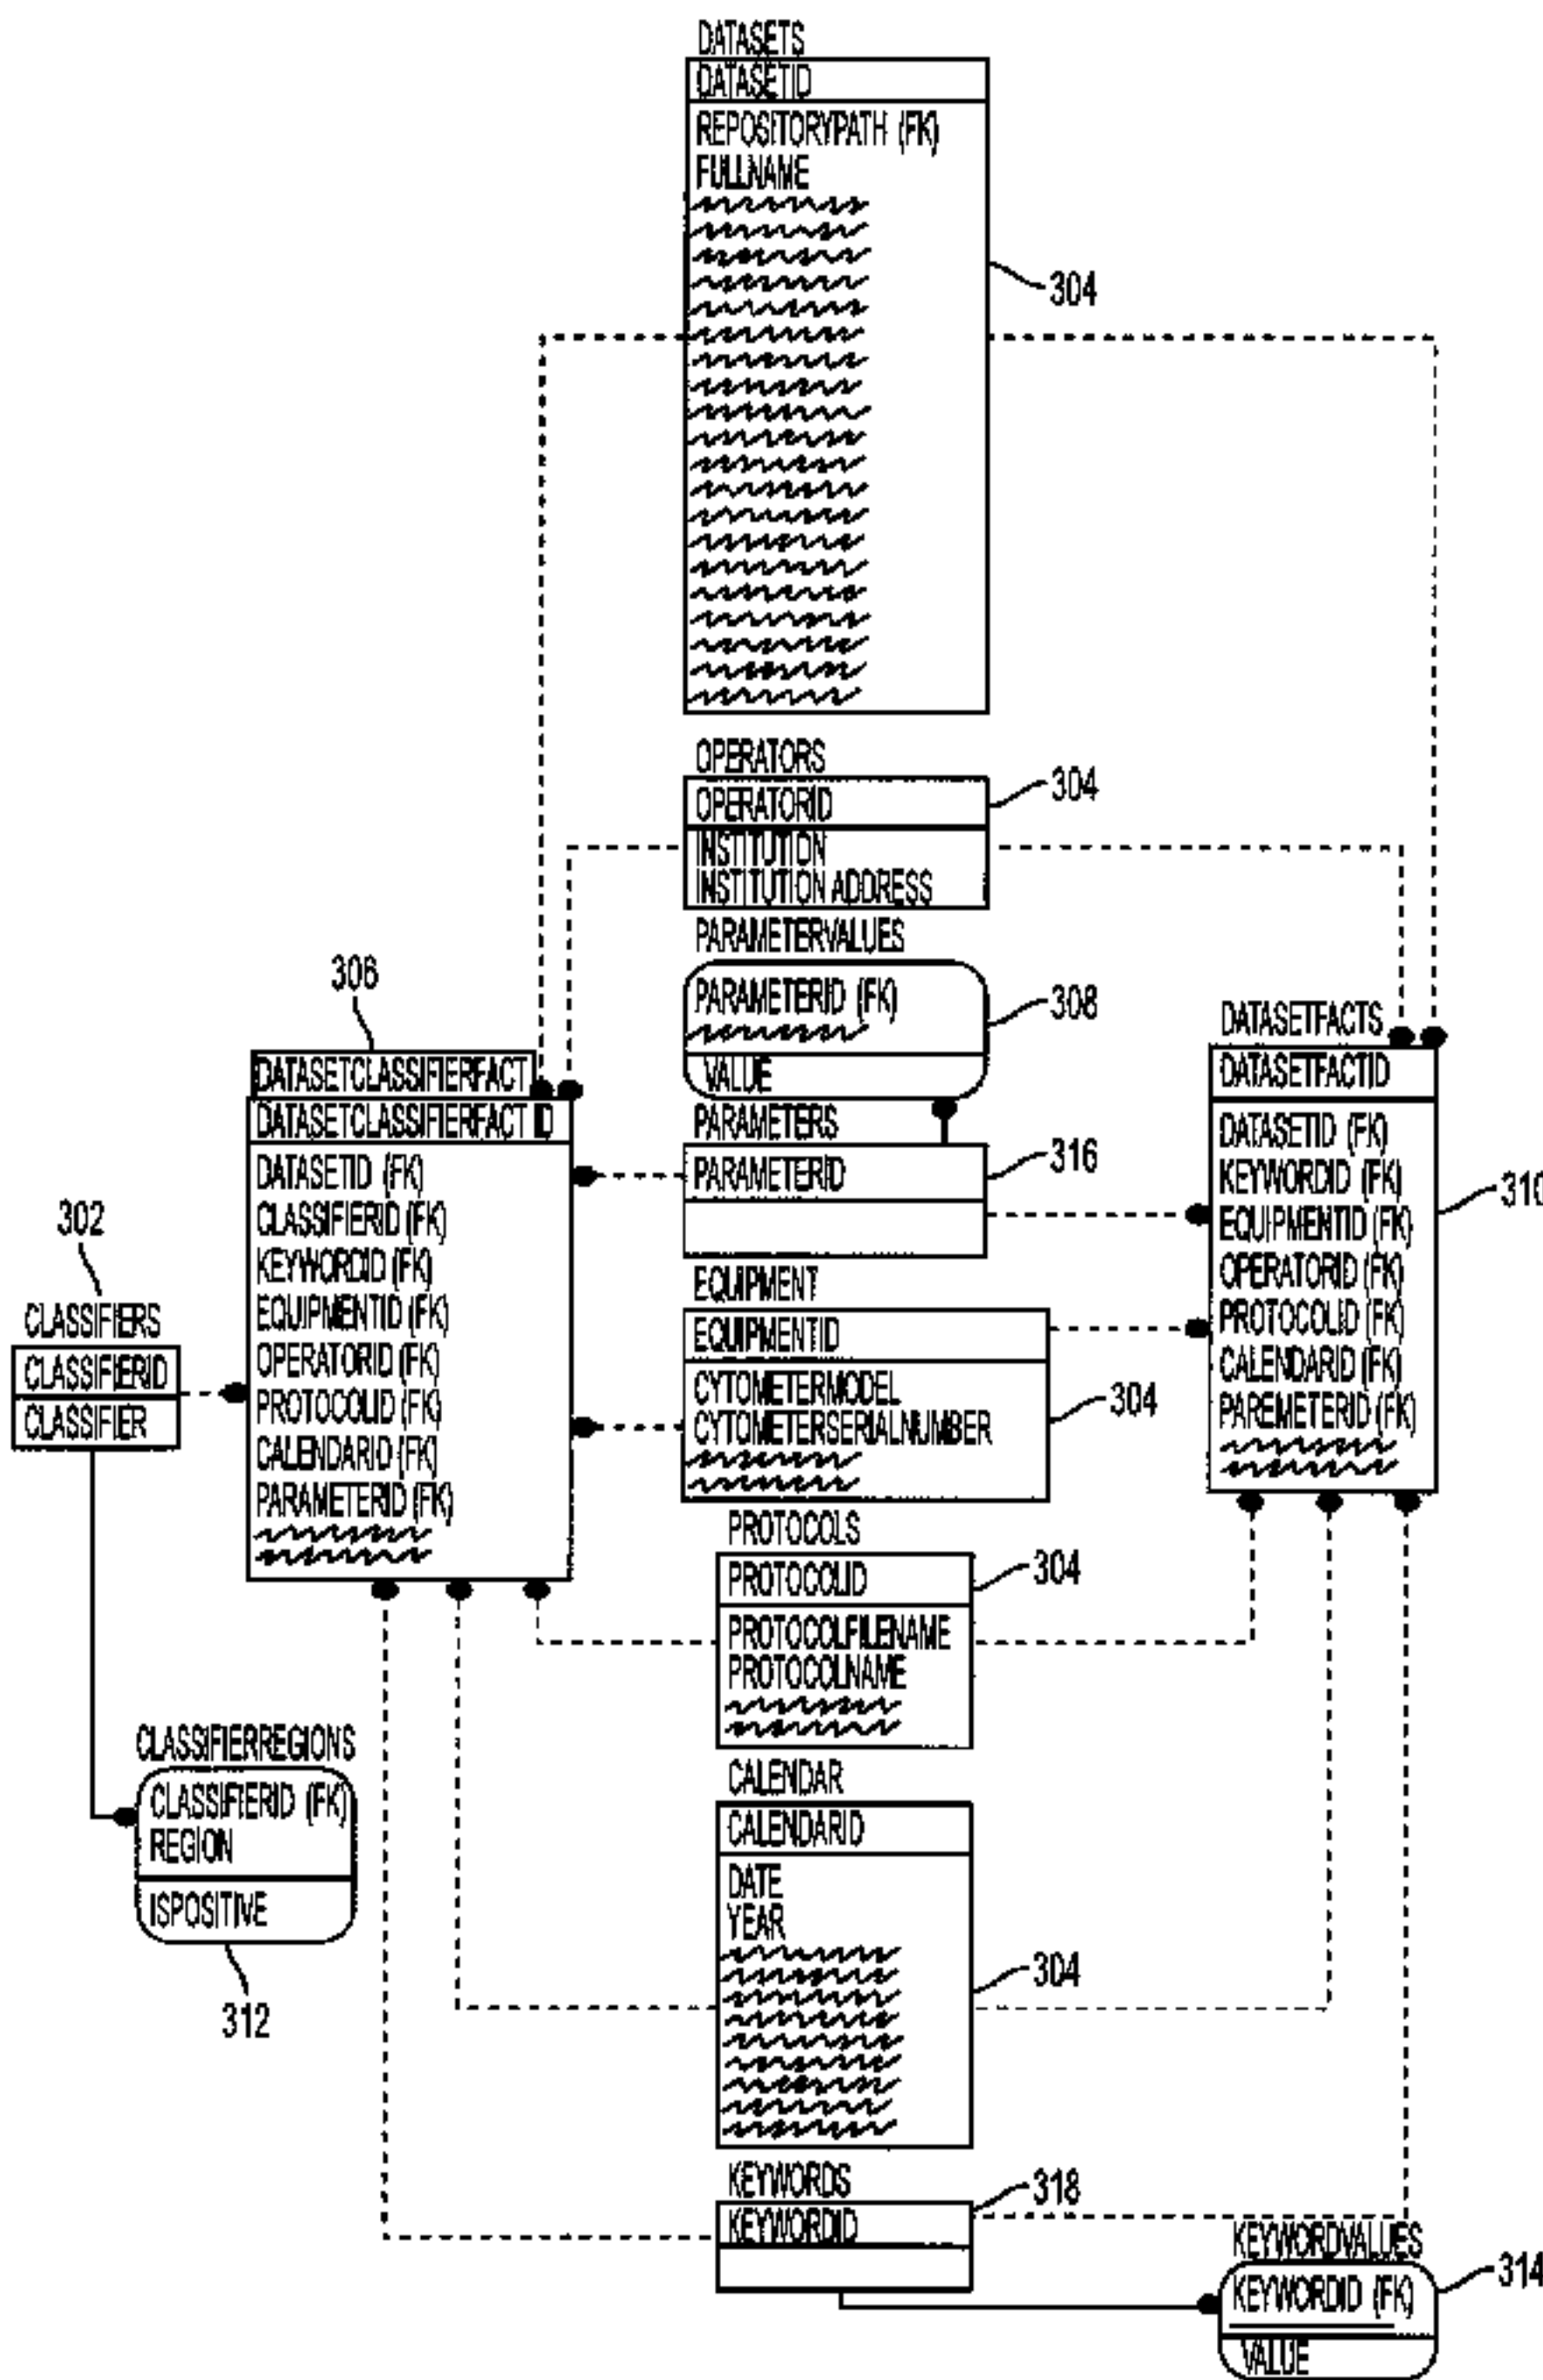 DATASETS
DATASETID
REPOSITORYPATH (FK)
FULLNAME
304
OPERATORS
OPERATORID
304
INSTITUTION
INSTITUTION ADDRESS
PARAMETERVALUES
PARAMETERID (FK)
308
VALUE
PARAMETERS
PARAMETERID
316
EQUIPMENT
EQUIPMENTID
CYTOMETERMODEL
CYTOMETERSERIALNUMBER
304
PROTOCOLS
PROTOCOLID
304
PROTOCOLFILENAME
PROTOCOLNAME
CALENDAR
CALENDARID
DATE
YEAR
304
KEYWORDS
KEYWORDID
318
306
DATASETCLASSIFIERFACT
DATASETCLASSIFIERFACT ID
DATASETID (FK)
CLASSIFIERID (FK)
KEYWORDID (FK)
EQUIPMENTID (FK)
OPERATORID (FK)
PROTOCOLID (FK)
CALENDARID (FK)
PARAMETERID (FK)
302
CLASSIFIERS
CLASSIFIERID
CLASSIFIER
CLASSIFIERREGIONS
CLASSIFIERID (FK)
REGION
ISPOSITIVE
312
DATASETFACTS
DATASETFACTID
DATASETID (FK)
KEYWORDID (FK)
EQUIPMENTID (FK)
OPERATORID (FK)
PROTOCOLID (FK)
CALENDARID (FK)
PAREMETERID (FK)
310
KEYWORDVALUES
KEYWORDID (FK)
VALUE
314